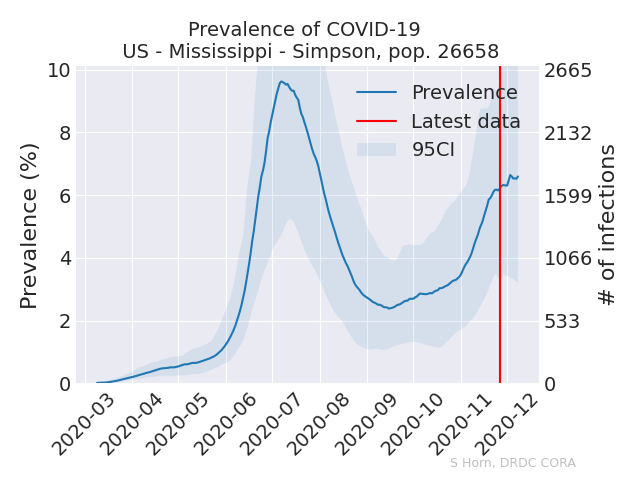 Prevalence of COVID-19
US - Mississippi - Simpson, pop. 26658
Prevalence (%)
10
8
6
4
2
0
Prevalence
Latest data
95CI
2665
2132
1599
1066
533
0
# of infections
2020-03
2020-04
2020-05
2020-06
2020-07
2020-08
2020-09
2020-10
2020-11
2020-12
S Horn, DRDC CORA